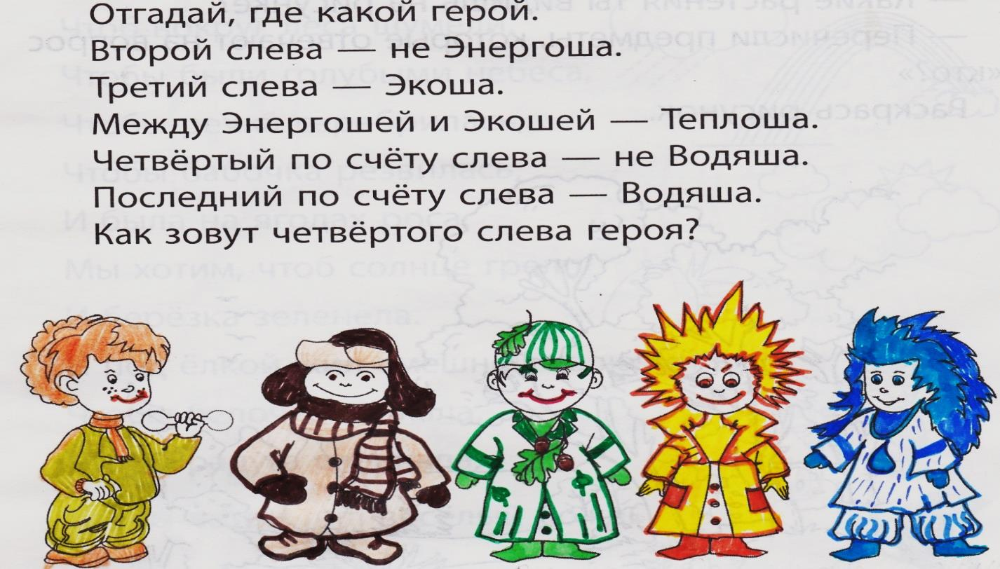 Отгадай, где какой герой.
Второй слева — не Энергоша.
Третий слева — Экоша.
Между Энергошей и Экошей — Теплоша.
Четвёртый по счёту слева — не Водяша.
Последний по счёту слева — Водяша.
Как зовут четвёртого слева героя?